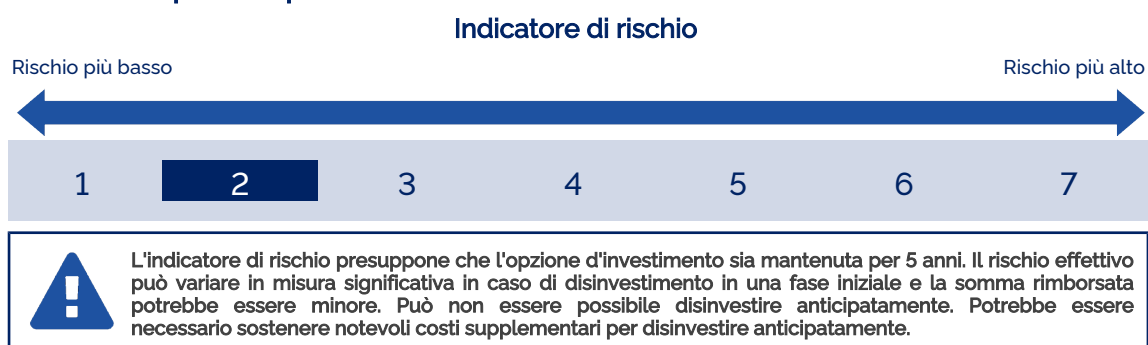 Indicatore di rischio
Rischio più basso
Rischio più alto
1 2 3 4 5 6 7
L'indicatore di rischio presuppone che l'opzione d'investimento sia mantenuta per 5 anni. Il rischio effettivo
può variare in misura significativa in caso di disinvestimento in una fase iniziale e la somma rimborsata
potrebbe essere minore. Può non essere possibile disinvestire anticipatamente. Potrebbe essere
necessario sostenere notevoli costi supplementari per disinvestire anticipatamente.